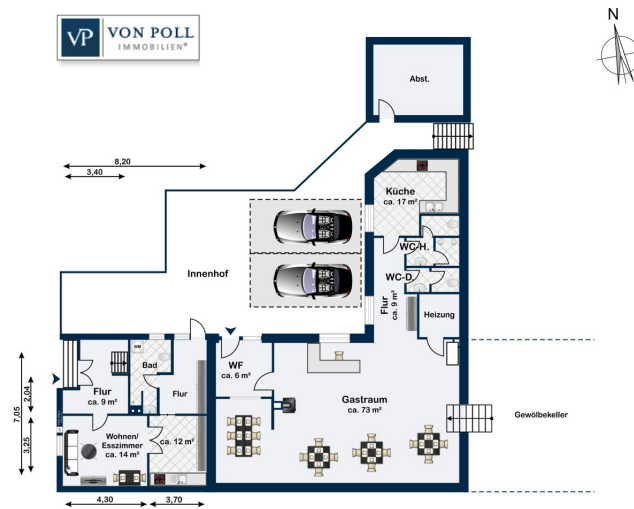 VP VON POLL
IMMOBILIEN®
N
Abst.
8,20
3,40
Küche
ca. 17 m²
WC-H.
Innenhof
WC-D.
Flur
ca. 9 m²
Heizung
WM
Bad
WF
ca. 6 m²
Flur
ca. 9 m²
Flur
7,05
2,04
3,25
Gastraum
ca. 73 m²
Gewölbekeller
Wohnen/
Esszimmer
ca. 14 m²
ca. 12 m²
4,30
3,70